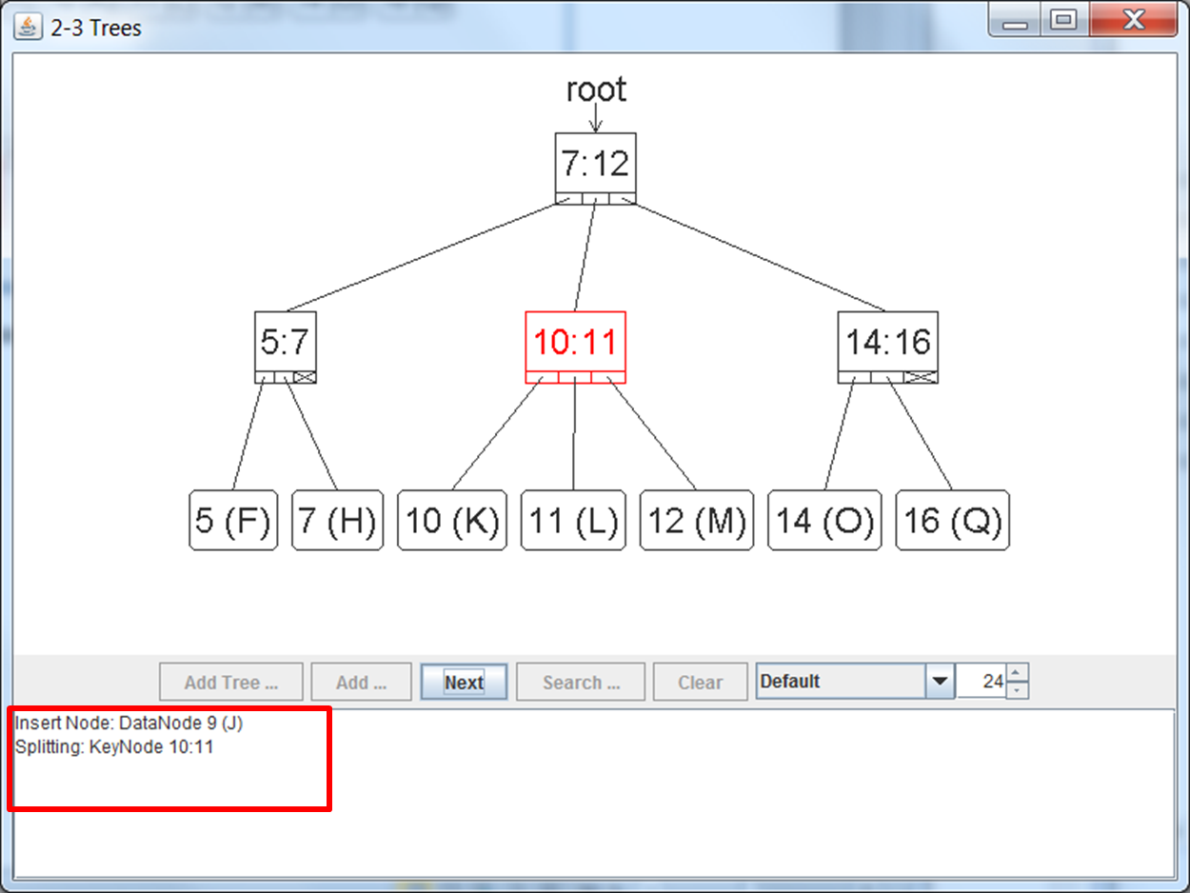 2-3 Trees
root
7:12
5:7 10:11 14:16
5 (F) 7 (H) 10 (K) 11 (L) 12 (M) 14 (O) 16 (Q)
Add Tree ... Add ... Next Search ... Clear Default 24
Insert Node: DataNode 9 (J)
Splitting: KeyNode 10:11